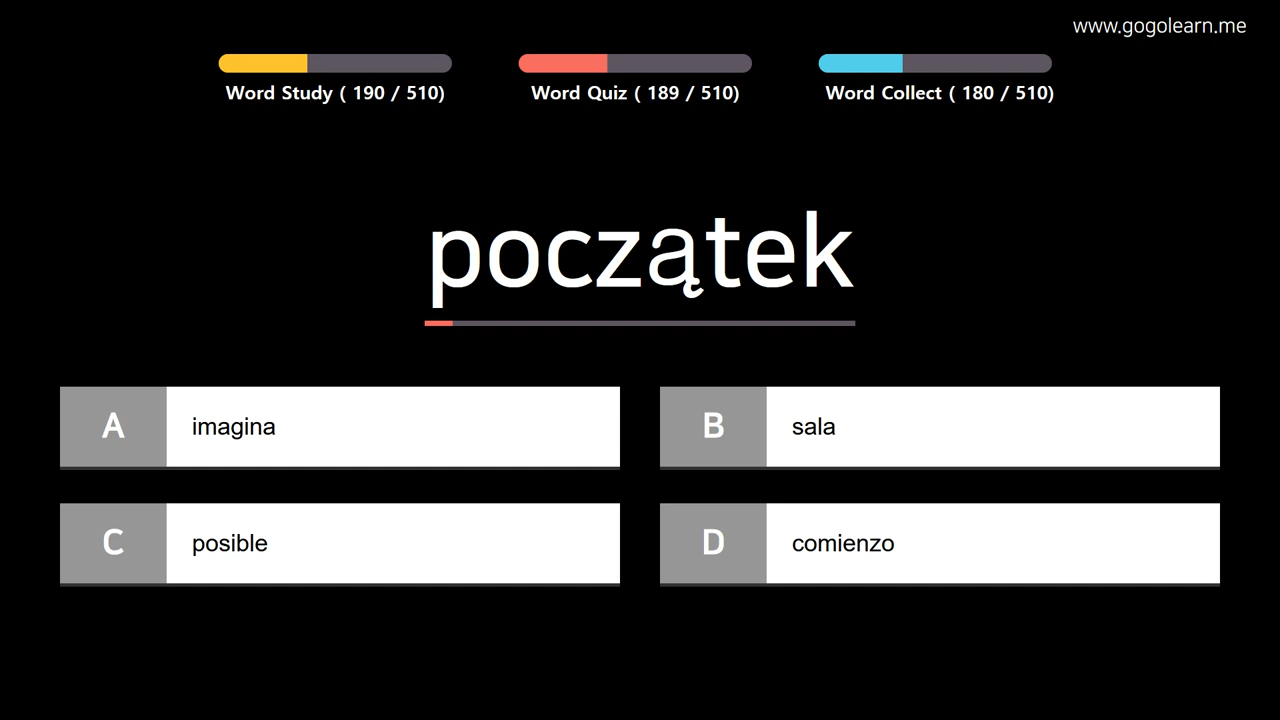 www.gogolearn.me
Word Study ( 190 / 510)
Word Quiz ( 189 / 510)
Word Collect ( 180 / 510)
początek
A imagina
B sala
C posible
D comienzo